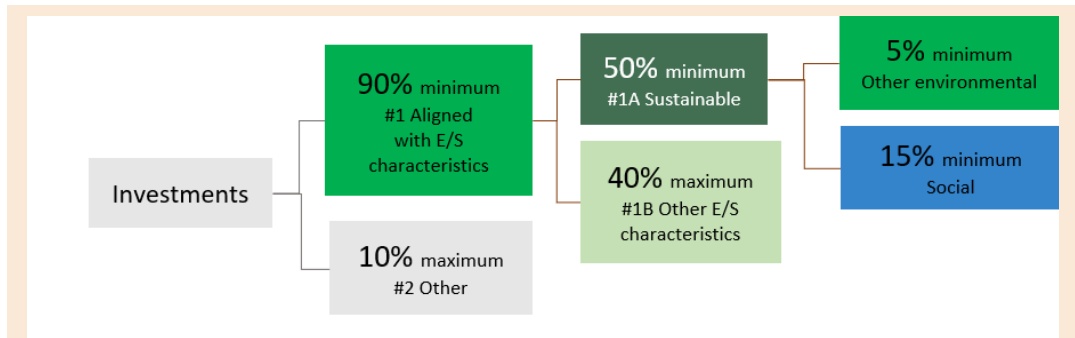 Investments
90% minimum
#1 Aligned
with E/S
characteristics
10% maximum
#2 Other
50% minimum
#1A Sustainable
40% maximum
#1B Other E/S
characteristics
5% minimum
Other environmental
15% minimum
Social